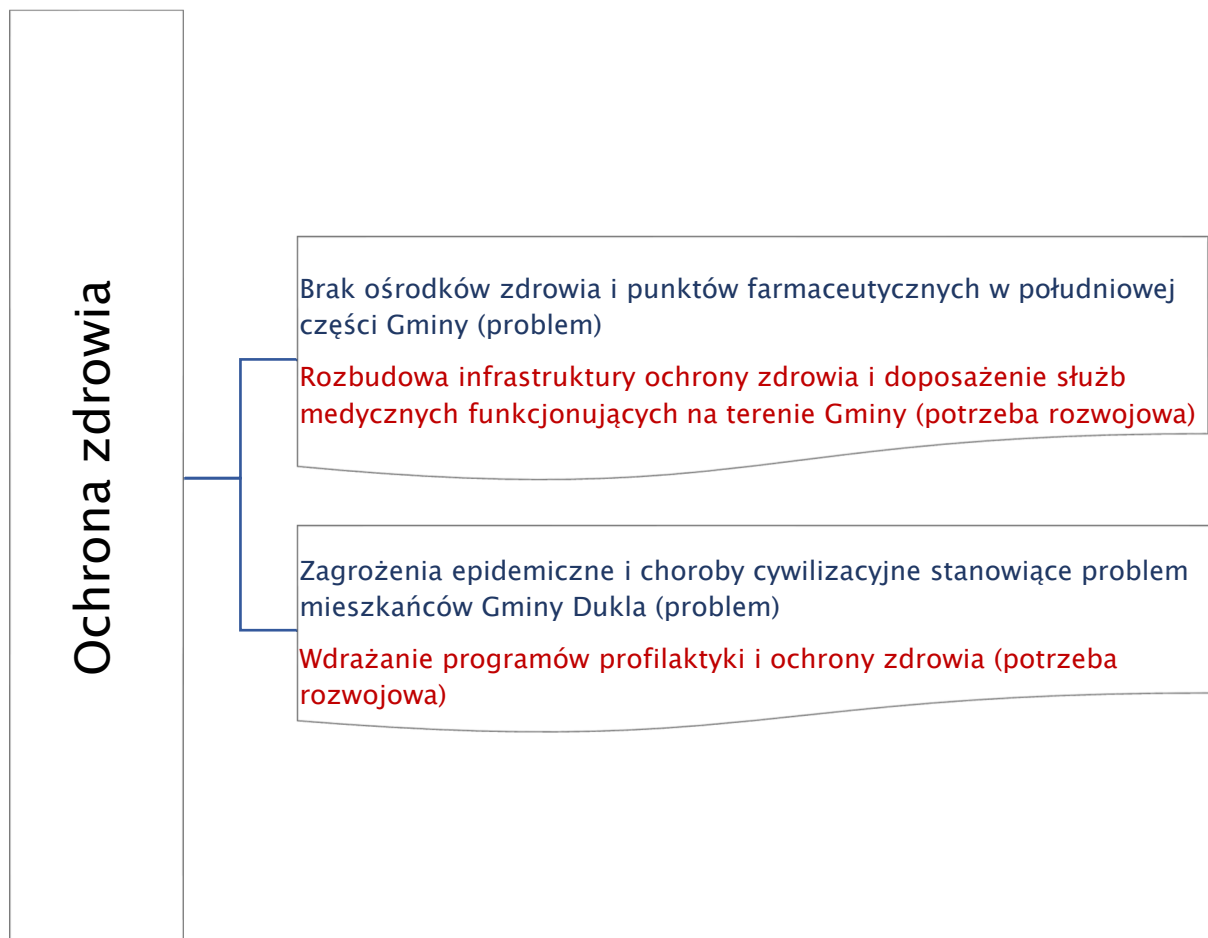 Ochrona zdrowia
Brak ośrodków zdrowia i punktów farmaceutycznych w południowej
części Gminy (problem)
Rozbudowa infrastruktury ochrony zdrowia i doposażenie służb
medycznych funkcjonujących na terenie Gminy (potrzeba rozwojowa)
Zagrożenia epidemiczne i choroby cywilizacyjne stanowiące problem
mieszkańców Gminy Dukla (problem)
Wdrażanie programów profilaktyki i ochrony zdrowia (potrzeba
rozwojowa)